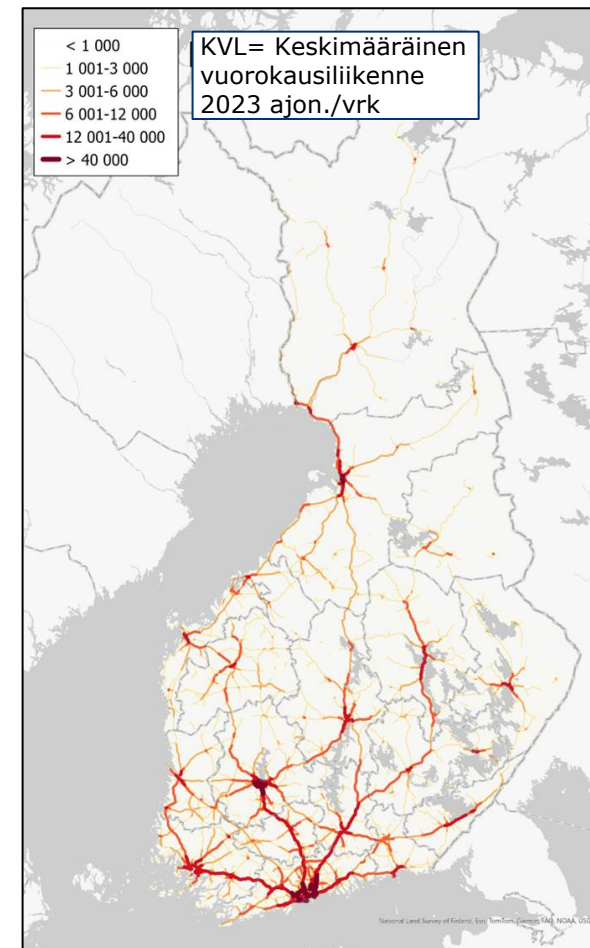 < 1 000
1 001-3 000
3 001-6 000
6 001-12 000
12 001-40 000
> 40 000
KVL= Keskimääräinen
vuorokausiliikenne
2023 ajon./vrk
National Land Survey of Finland, Esri, TomTom, Garmin, FAO, NOAA, USG